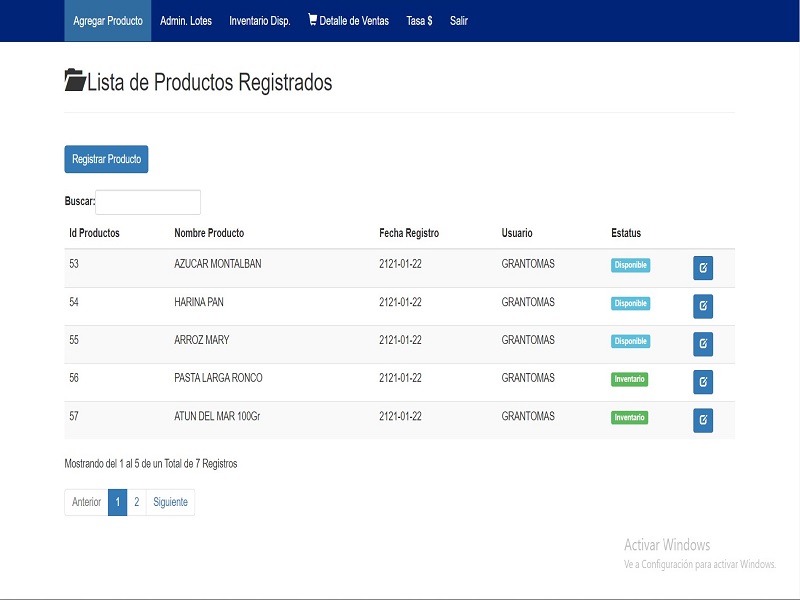 Agregar Producto Admin. Lotes Inventario Disp. Detalle de Ventas Tasa $ Salir
Lista de Productos Registrados
Registrar Producto
Buscar:
Id Productos Nombre Producto Fecha Registro Usuario Estatus
53 AZUCAR MONTALBAN 2121-01-22 GRANTOMAS Disponible
54 HARINA PAN 2121-01-22 GRANTOMAS Disponible
55 ARROZ MARY 2121-01-22 GRANTOMAS Disponible
56 PASTA LARGA RONCO 2121-01-22 GRANTOMAS Inventario
57 ATUN DEL MAR 100Gr 2121-01-22 GRANTOMAS Inventario
Mostrando del 1 al 5 de un Total de 7 Registros
Anterior 1 2 Siguiente
Activar Windows
Ve a Configuración para activar Windows.